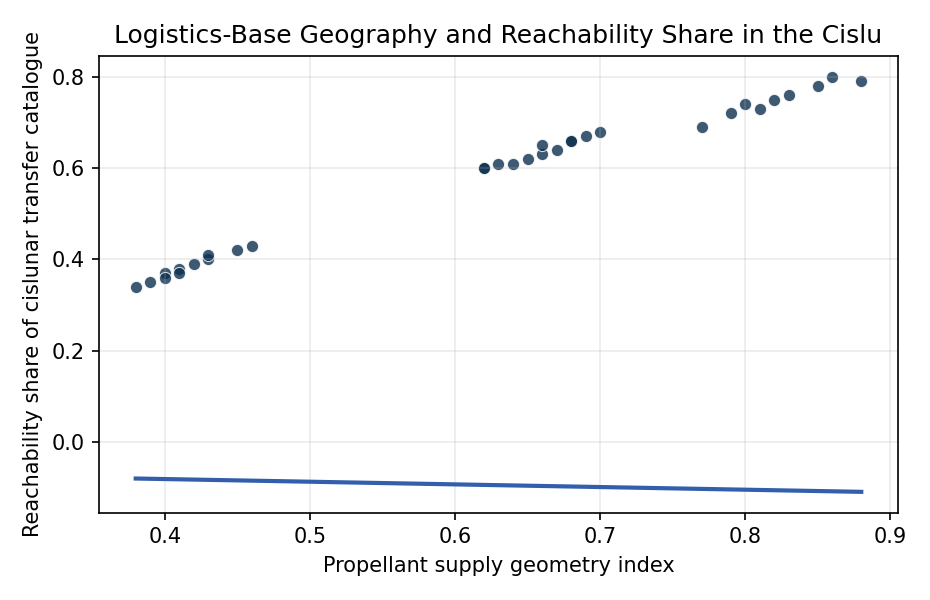 Logistics-Base Geography and Reachability Share in the Cislu
Reachability share of cislunar transfer catalogue
0.8
0.6
0.4
0.2
0.0
0.4 0.5 0.6 0.7 0.8 0.9
Propellant supply geometry index